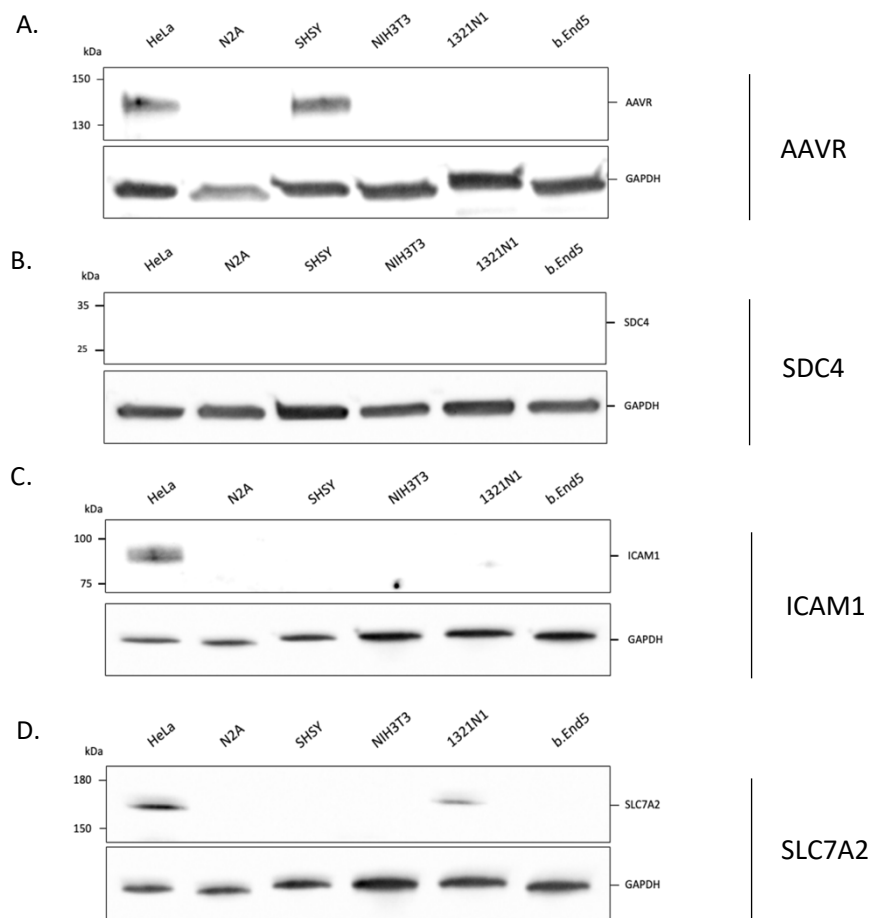 A.
HeLa N2A SHSY NIH3T3 1321N1 b.End5
kDa
150
AAVR
130
AAVR
GAPDH
B.
HeLa N2A SHSY NIH3T3 1321N1 b.End5
kDa
35
SDC4
25
SDC4
GAPDH
C.
HeLa N2A SHSY NIH3T3 1321N1 b.End5
kDa
100
ICAM1
75
ICAM1
GAPDH
D.
HeLa N2A SHSY NIH3T3 1321N1 b.End5
kDa
180
SLC7A2
150
SLC7A2
GAPDH